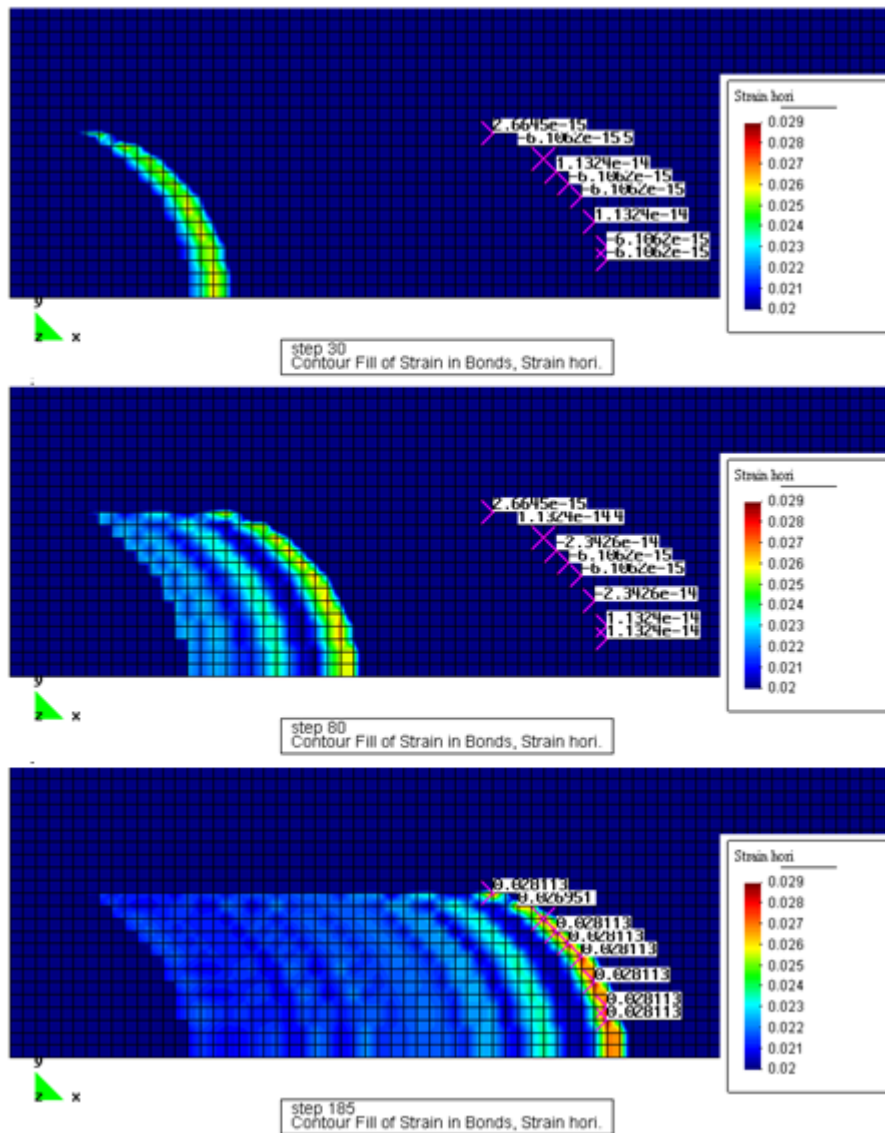 2.6645e-15
-6.1062e-15 5
1.1324e-14
-6.1062e-15
-6.1062e-15
1.1324e-14
-6.1062e-15
-6.1062e-15
Strain hori
0.029
0.028
0.027
0.026
0.025
0.024
0.023
0.022
0.021
0.02
y
z x
step 30
Contour Fill of Strain in Bonds, Strain hori.
2.6645e-15
1.1324e-14 4
-2.3426e-14
-6.1062e-15
-6.1062e-15
-2.3426e-14
1.1324e-14
1.1324e-14
Strain hori
0.029
0.028
0.027
0.026
0.025
0.024
0.023
0.022
0.021
0.02
y
z x
step 80
Contour Fill of Strain in Bonds, Strain hori.
0.028113
0.026951
0.028113
0.028113
0.028113
0.028113
0.028113
0.028113
Strain hori
0.029
0.028
0.027
0.026
0.025
0.024
0.023
0.022
0.021
0.02
y
z x
step 185
Contour Fill of Strain in Bonds, Strain hori.